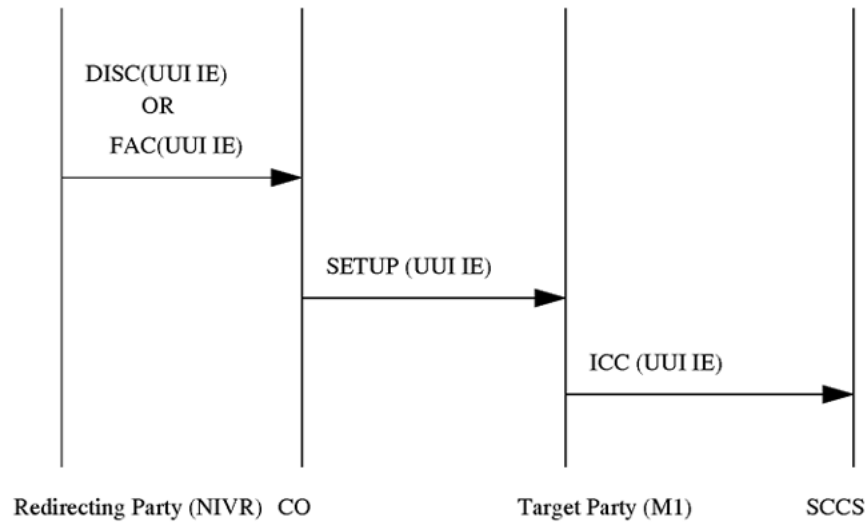 DISC(UUI IE)
OR
FAC(UUI IE)
SETUP (UUI IE)
ICC (UUI IE)
Redirecting Party (NIVR) CO Target Party (M1) SCCS